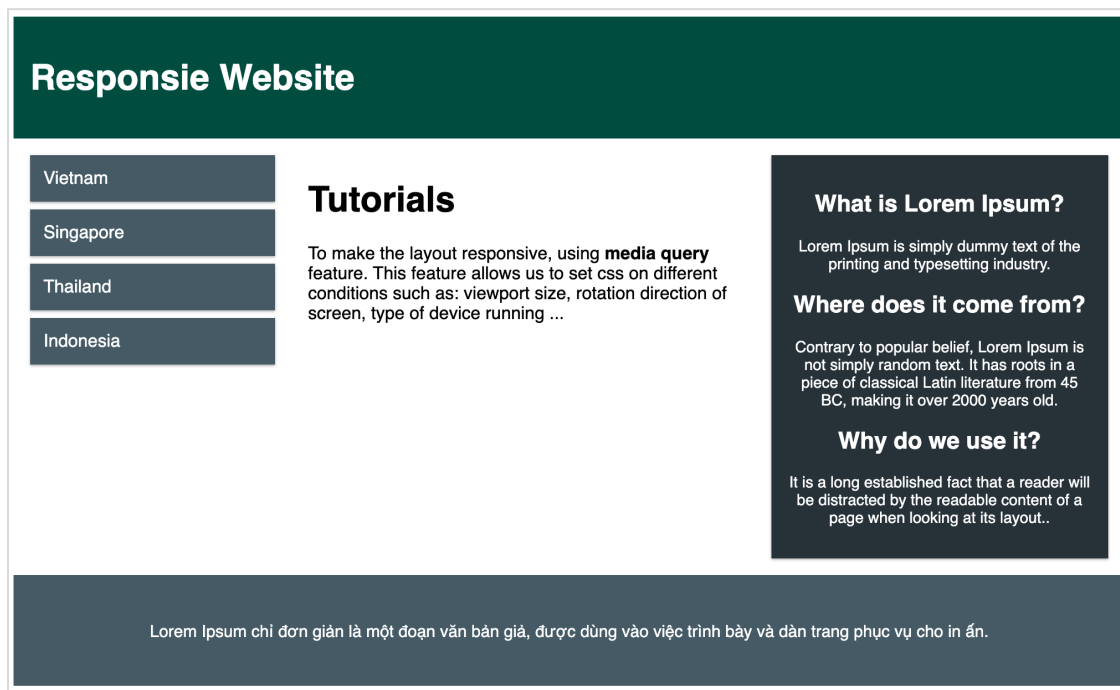 Responsie Website
Vietnam
Singapore
Thailand
Indonesia
Tutorials
To make the layout responsive, using media query
feature. This feature allows us to set css on different
conditions such as: viewport size, rotation direction of
screen, type of device running ...
What is Lorem Ipsum?
Lorem Ipsum is simply dummy text of the
printing and typesetting industry.
Where does it come from?
Contrary to popular belief, Lorem Ipsum is
not simply random text. It has roots in a
piece of classical Latin literature from 45
BC, making it over 2000 years old.
Why do we use it?
It is a long established fact that a reader will
be distracted by the readable content of a
page when looking at its layout..
Lorem Ipsum chỉ đơn giản là một đoạn văn bản giả, được dùng vào việc trình bày và dàn trang phục vụ cho in ấn.